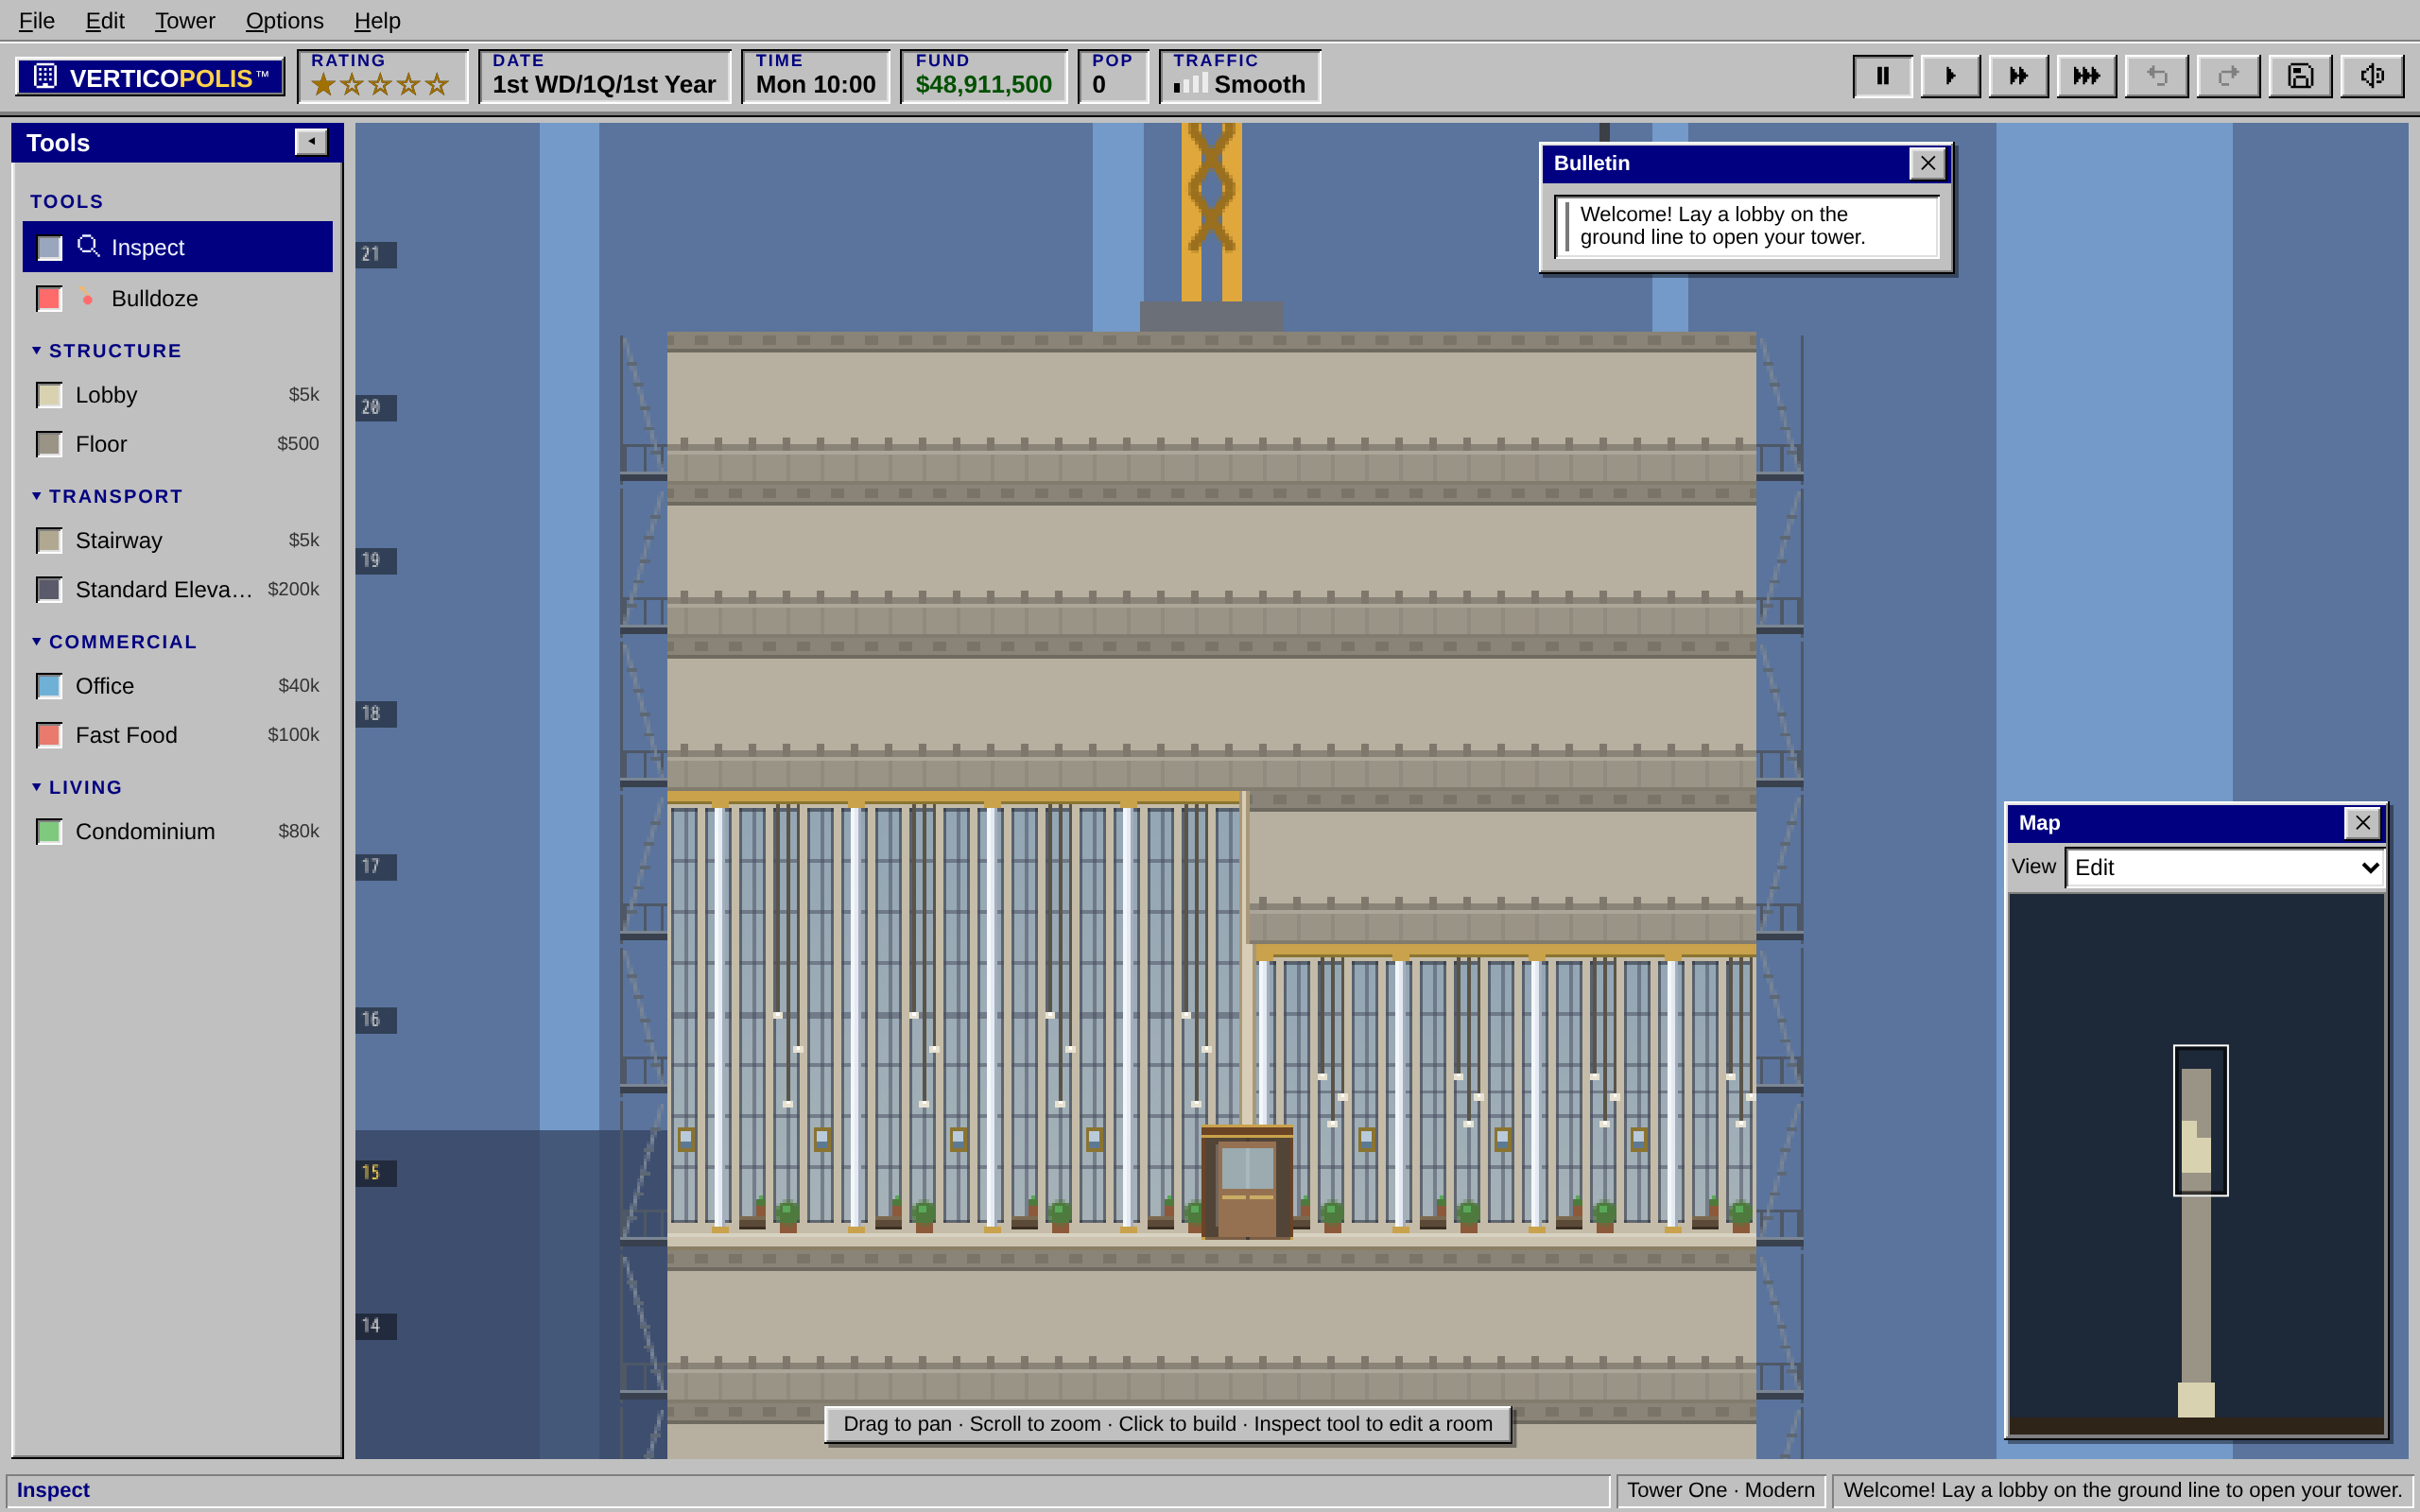 File Edit Tower Options Help
VERTICOPOLIS™
RATING
DATE
1st WD/1Q/1st Year
TIME
Mon 10:00
FUND
$48,911,500
POP
0
TRAFFIC
Smooth
Tools
TOOLS
Inspect
Bulldoze
STRUCTURE
Lobby $5k
Floor $500
TRANSPORT
Stairway $5k
Standard Eleva… $200k
COMMERCIAL
Office $40k
Fast Food $100k
LIVING
Condominium $80k
21
20
19
18
17
16
15
14
Bulletin
Welcome! Lay a lobby on the
ground line to open your tower.
Map
View Edit
Drag to pan · Scroll to zoom · Click to build · Inspect tool to edit a room
Inspect
Tower One · Modern
Welcome! Lay a lobby on the ground line to open your tower.